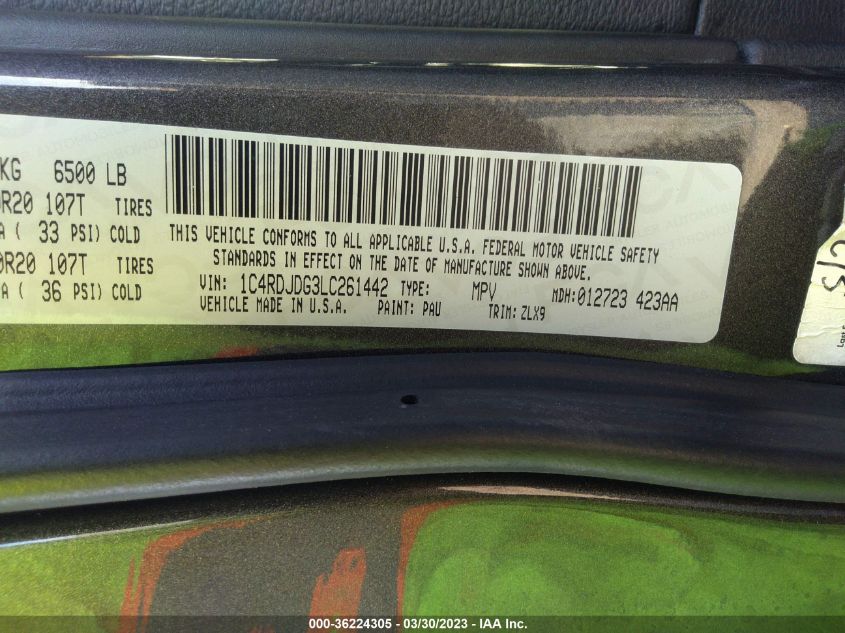 KG 6500 LB
R20 107T TIRES
( 33 PSI) COLD
R20 107T TIRES
A ( 36 PSI) COLD
THIS VEHICLE CONFORMS TO ALL APPLICABLE U.S.A. FEDERAL MOTOR VEHICLE SAFETY
STANDARDS IN EFFECT ON THE DATE OF MANUFACTURE SHOWN ABOVE.
VIN: 1C4RDJDG3LC261442 TYPE: MPV MDH:012723 423AA
VEHICLE MADE IN U.S.A. PAINT: PAU TRIM: ZLX9
000-36224305 - 03/30/2023 - IAA Inc.